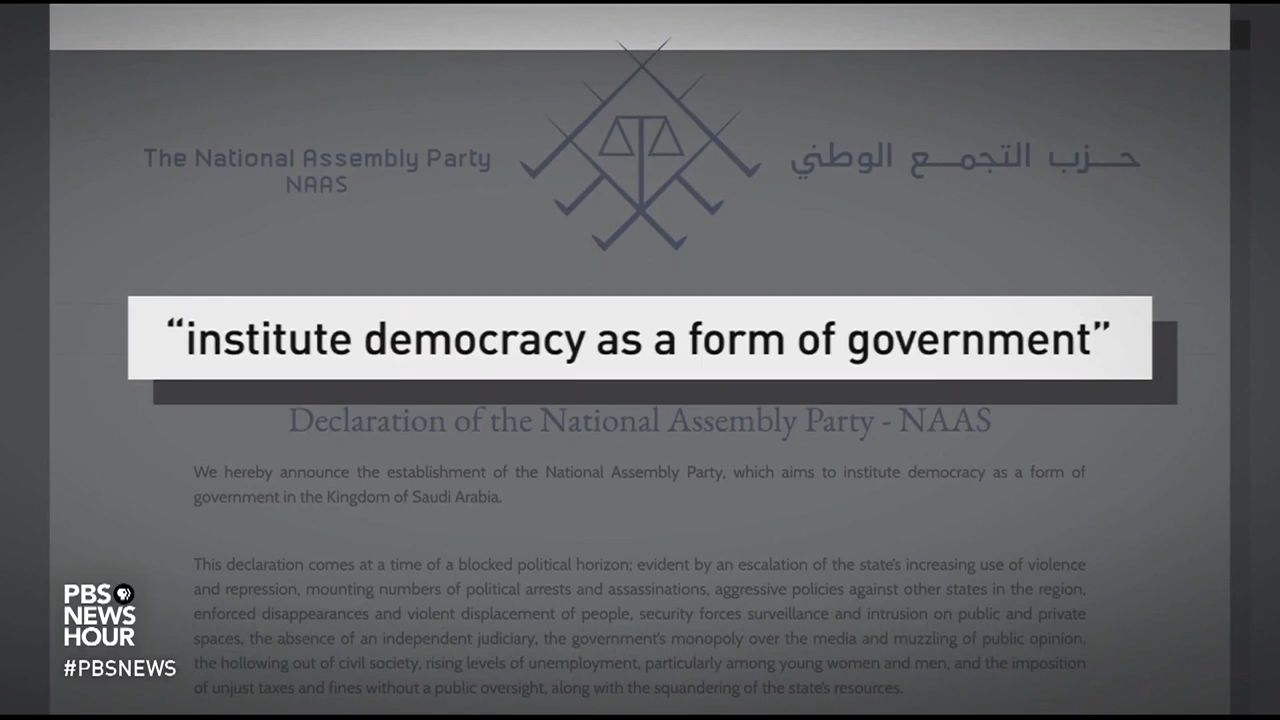 The National Assembly Party
NAAS
حزب التجمع الوطني
“institute democracy as a form of government”
Declaration of the National Assembly Party - NAAS
We hereby announce the establishment of the National Assembly Party, which aims to institute democracy as a form of
government in the Kingdom of Saudi Arabia.
This declaration comes at a time of a blocked political horizon; evident by an escalation of the state's increasing use of violence
and repression, mounting numbers of political arrests and assassinations, aggressive policies against other states in the region,
enforced disappearances and violent displacement of people, security forces surveillance and intrusion on public and private
spaces, the absence of an independent judiciary, the government's monopoly over the media and muzzling of public opinion,
the hollowing out of civil society, rising levels of unemployment, particularly among young women and men, and the imposition
of unjust taxes and fines without a public oversight, along with the squandering of the state's resources.
PBS
NEWS
HOUR
#PBSNEWS